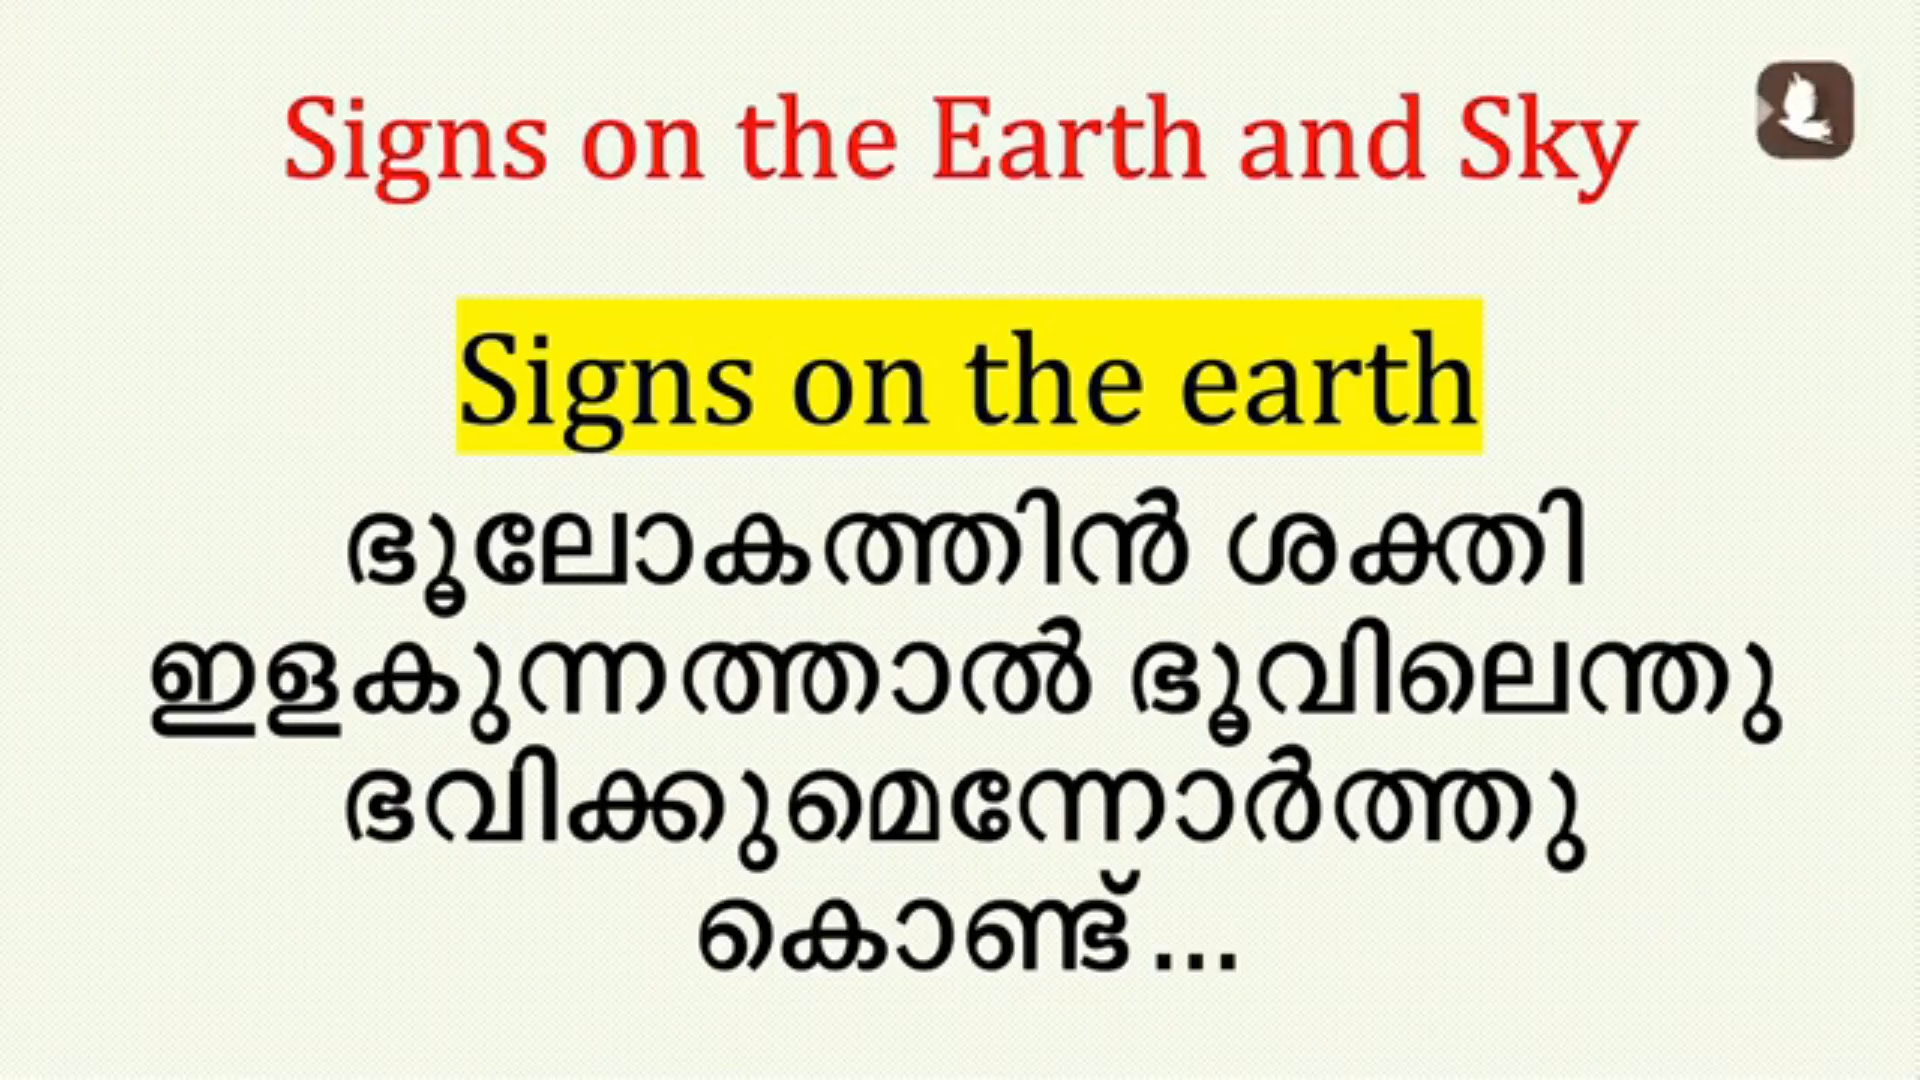 Signs on the Earth and Sky
Signs on the earth
ഭൂലോകത്തിൻ ശക്തി
ഇളകുന്നത്താൽ ഭൂവിലെന്തു
ഭവിക്കുമെന്നോർത്തു
കൊണ്ട്...